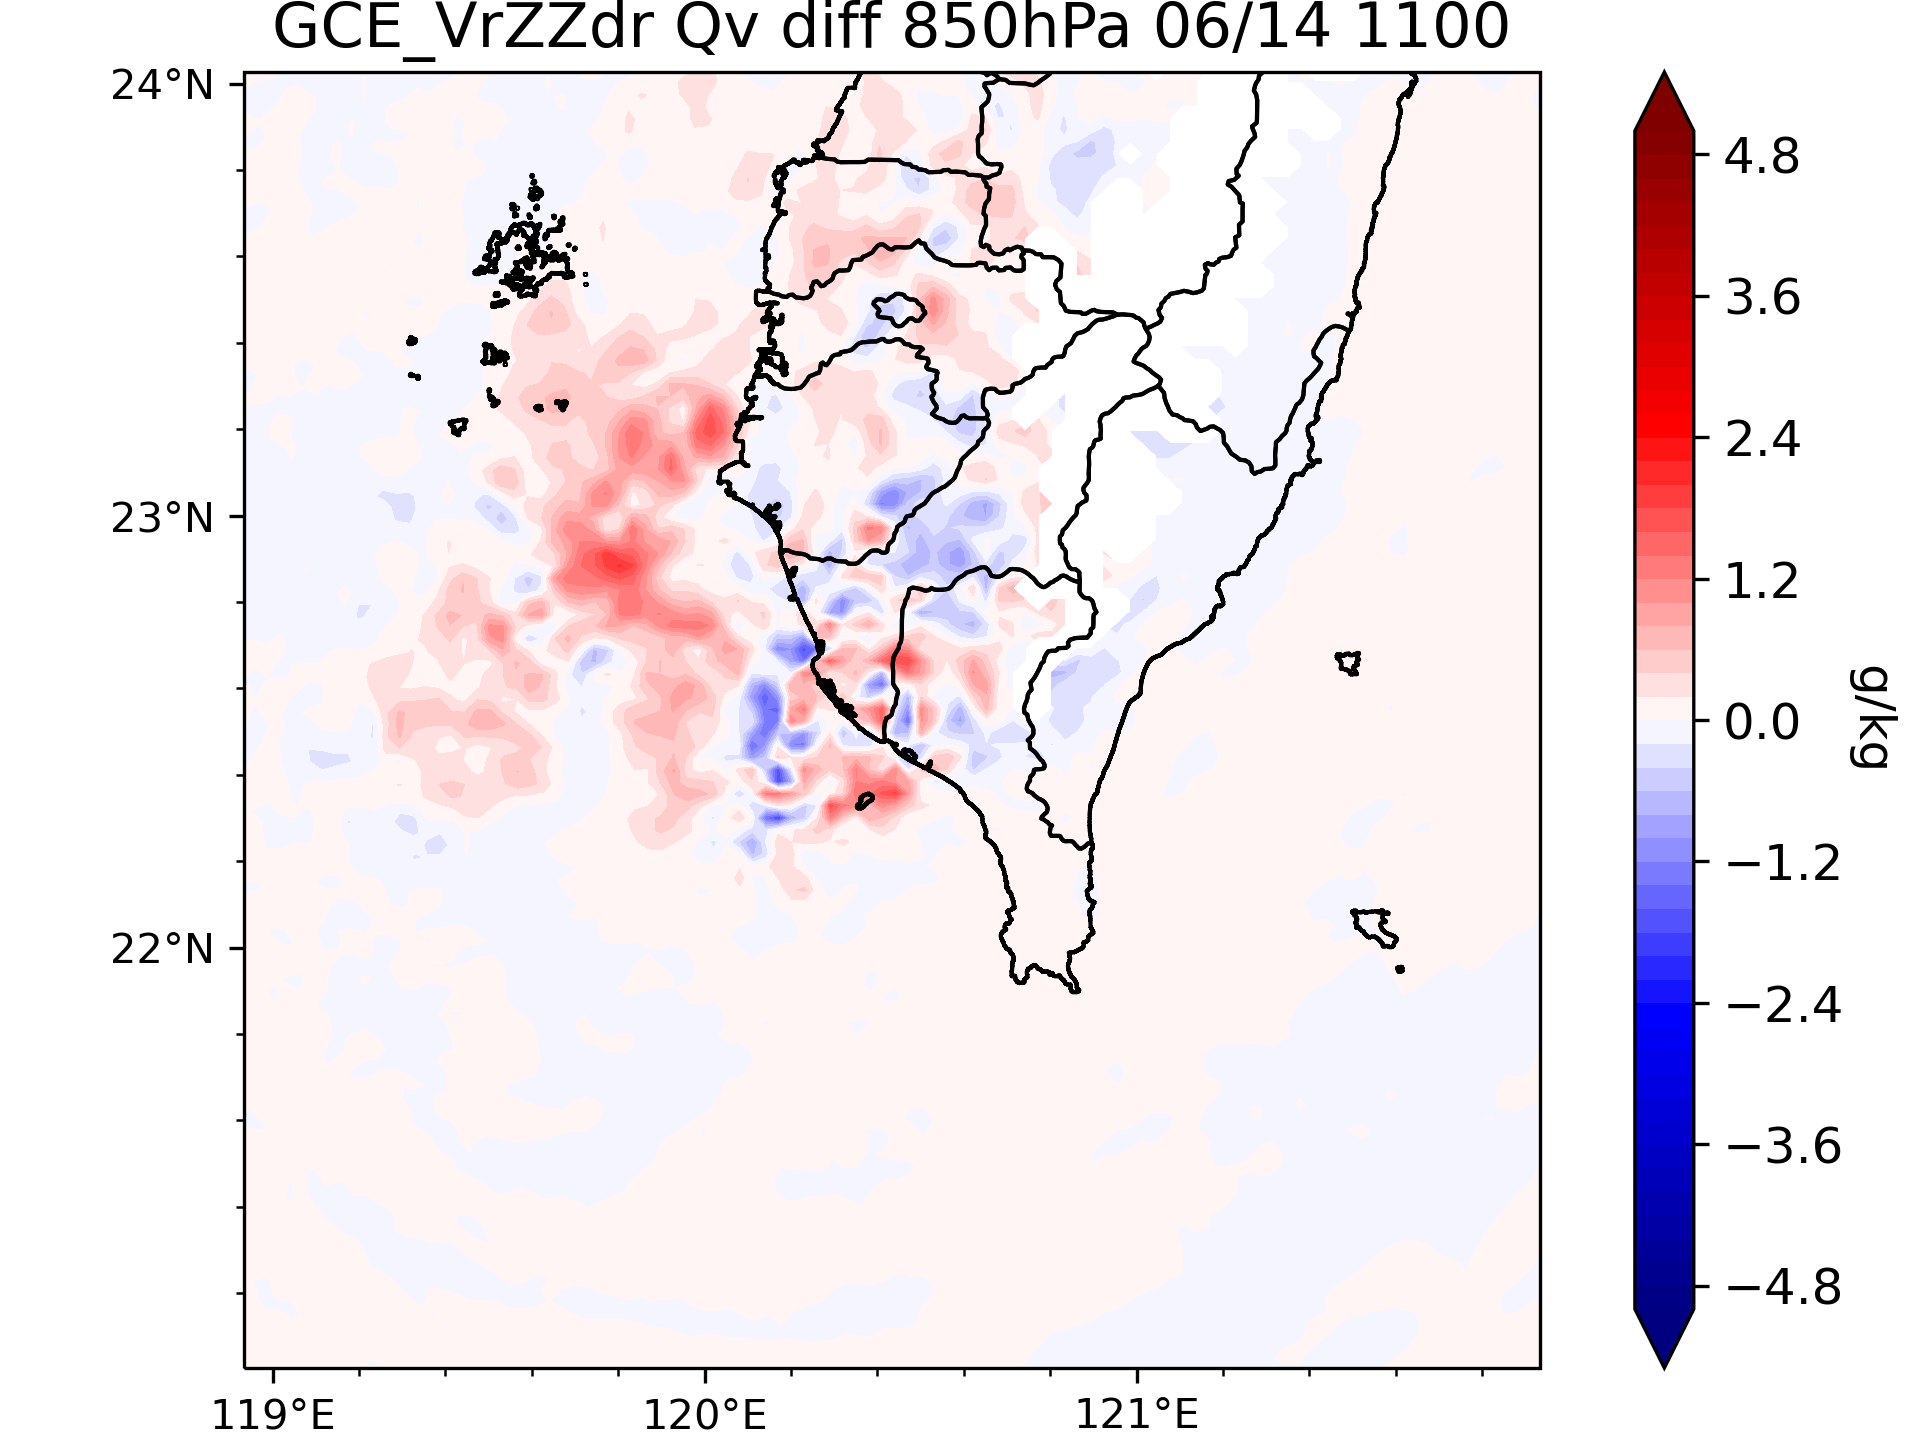 GCE_VrZZdr Qv diff 850hPa 06/14 1100
24°N
23°N
22°N
119°E
120°E
121°E
4.8
3.6
2.4
1.2
0.0
−1.2
−2.4
−3.6
−4.8
g/kg